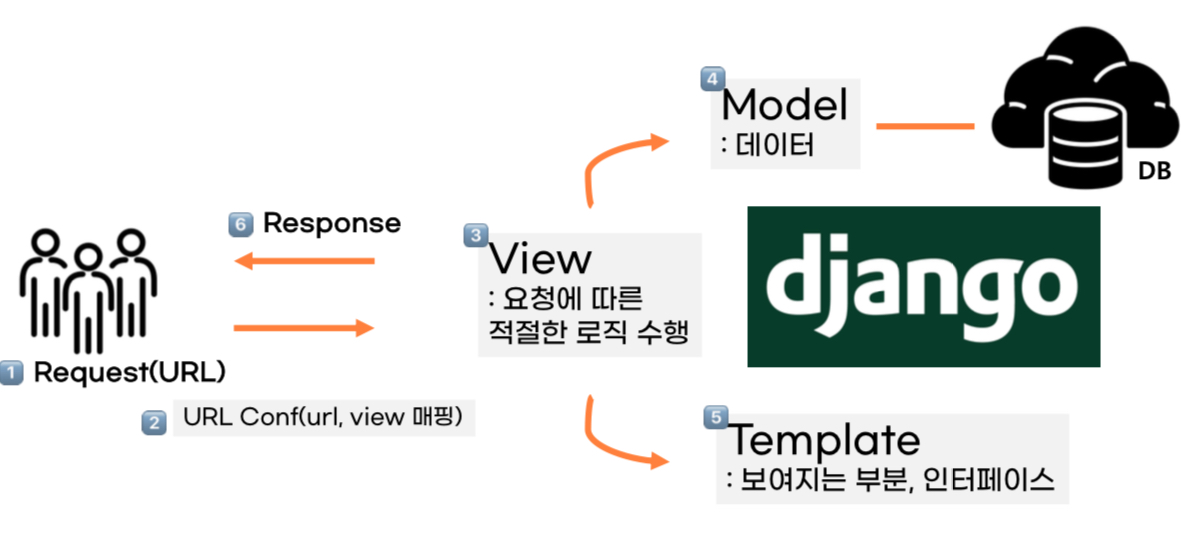 1 Request(URL)
2 URL Conf(url, view 매핑)
3 View
: 요청에 따른
적절한 로직 수행
4 Model
: 데이터
DB
django
5 Template
: 보여지는 부분, 인터페이스
6 Response